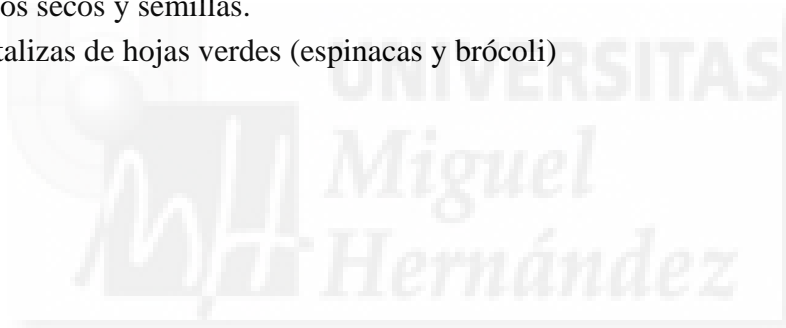 os secos y semillas.
talizas de hojas verdes (espinacas y brócoli)
UNIVERSITAS
Miguel
Hernández